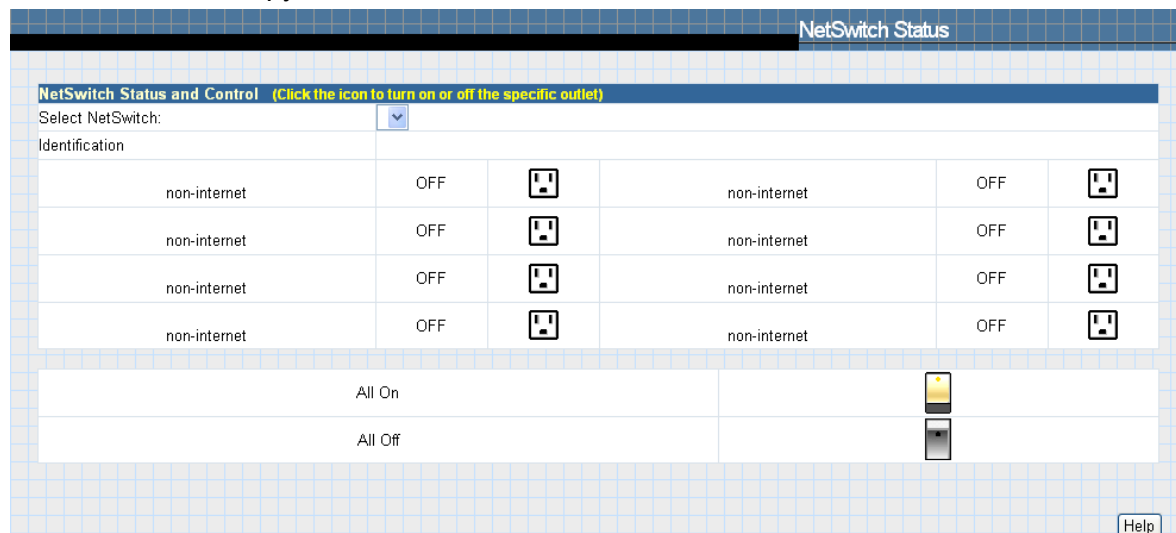 NetSwitch Status
NetSwitch Status and Control (Click the icon to turn on or off the specific outlet)
Select NetSwitch:
Identification
non-internet OFF non-internet OFF
non-internet OFF non-internet OFF
non-internet OFF non-internet OFF
non-internet OFF non-internet OFF
All On
All Off
Help